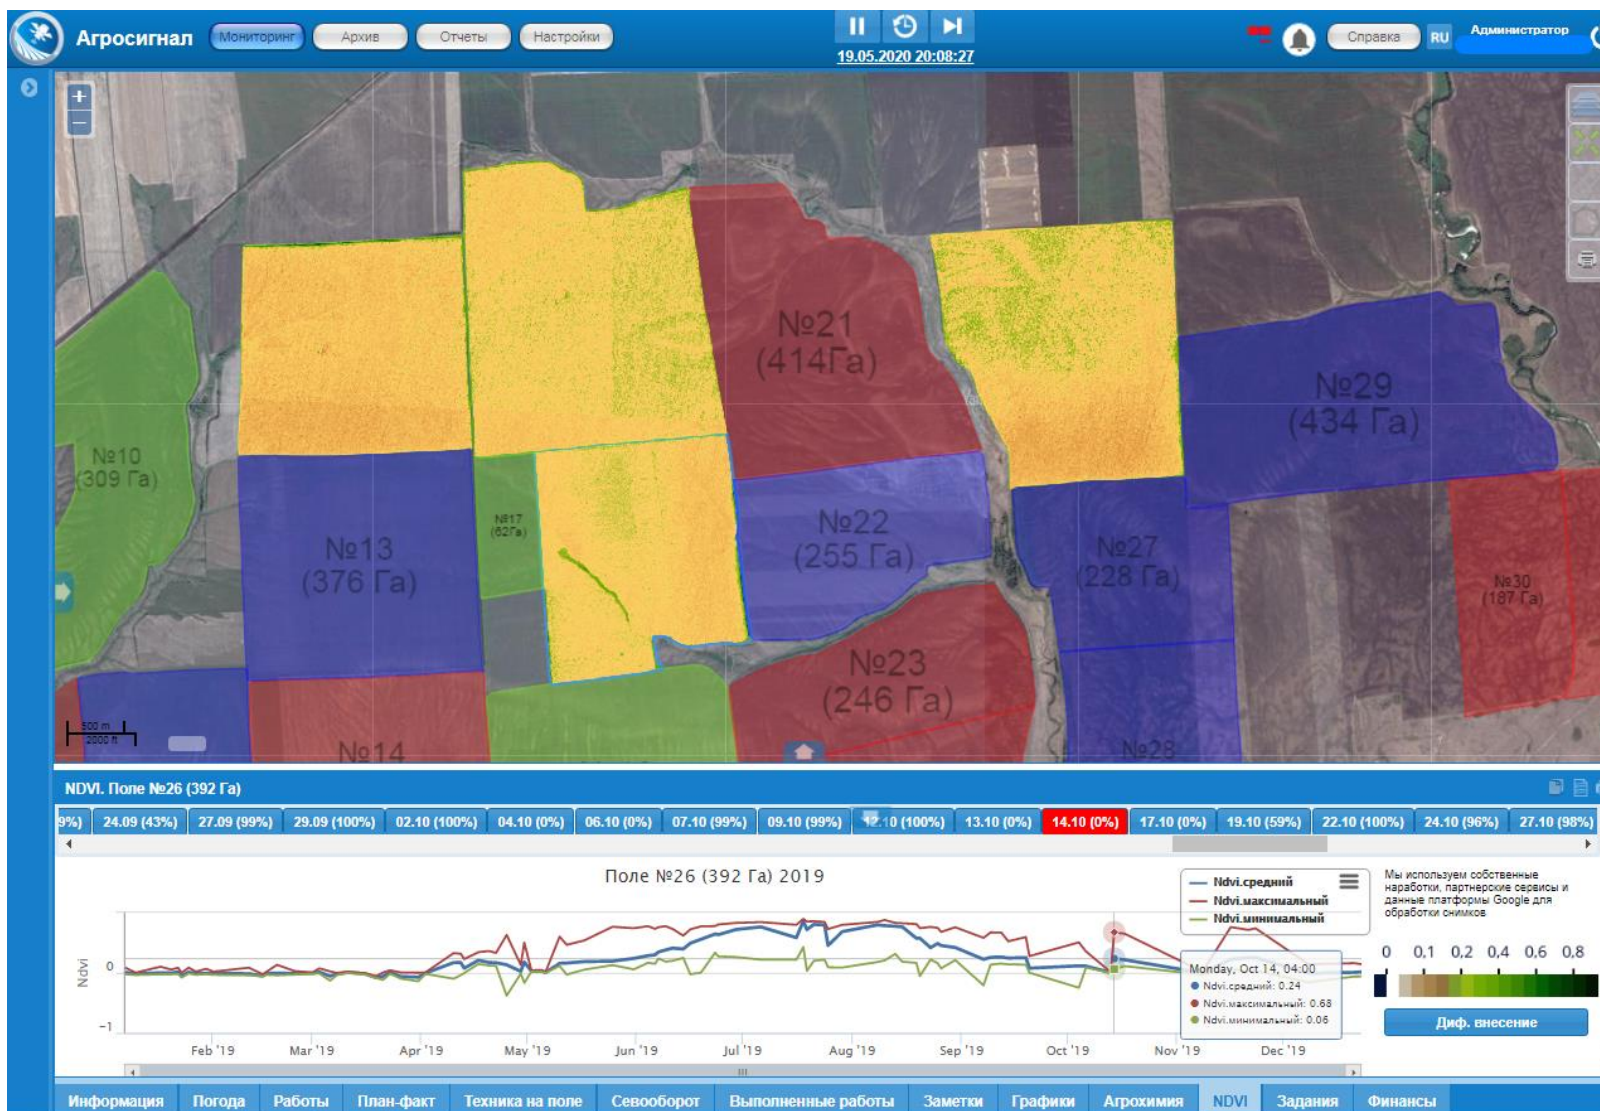 Агросигнал Мониторинг Архив Отчеты Настройки
19.05.2020 20:08:27
Справка RU Администратор
+
−
№21
(414Га)
№29
(434 Га)
№10
(309 Га)
№17
(62Га)
№13
(376 Га)
№22
(255 Га)
№27
(228 Га)
№30
(187 Га)
№23
(246 Га)
№14
№28
500 m
2000 ft
NDVI. Поле №26 (392 Га)
9%) 24.09 (43%) 27.09 (99%) 29.09 (100%) 02.10 (100%) 04.10 (0%) 06.10 (0%) 07.10 (99%) 09.10 (99%) 12.10 (100%) 13.10 (0%) 14.10 (0%) 17.10 (0%) 19.10 (59%) 22.10 (100%) 24.10 (96%) 27.10 (98%)
Поле №26 (392 Га) 2019
Ndvi.средний
Ndvi.максимальный
Ndvi.минимальный
Ndvi
0
−1
Monday, Oct 14, 04:00
Ndvi.средний: 0.24
Ndvi.максимальный: 0.68
Ndvi.минимальный: 0.06
Feb '19 Mar '19 Apr '19 May '19 Jun '19 Jul '19 Aug '19 Sep '19 Oct '19 Nov '19 Dec '19
Мы используем собственные
наработки, партнерские сервисы и
данные платформы Google для
обработки снимков
0 0,1 0,2 0,4 0,6 0,8
Диф. внесение
Информация Погода Работы План-факт Техника на поле Севооборот Выполненные работы Заметки Графики Агрохимия NDVI Задания Финансы